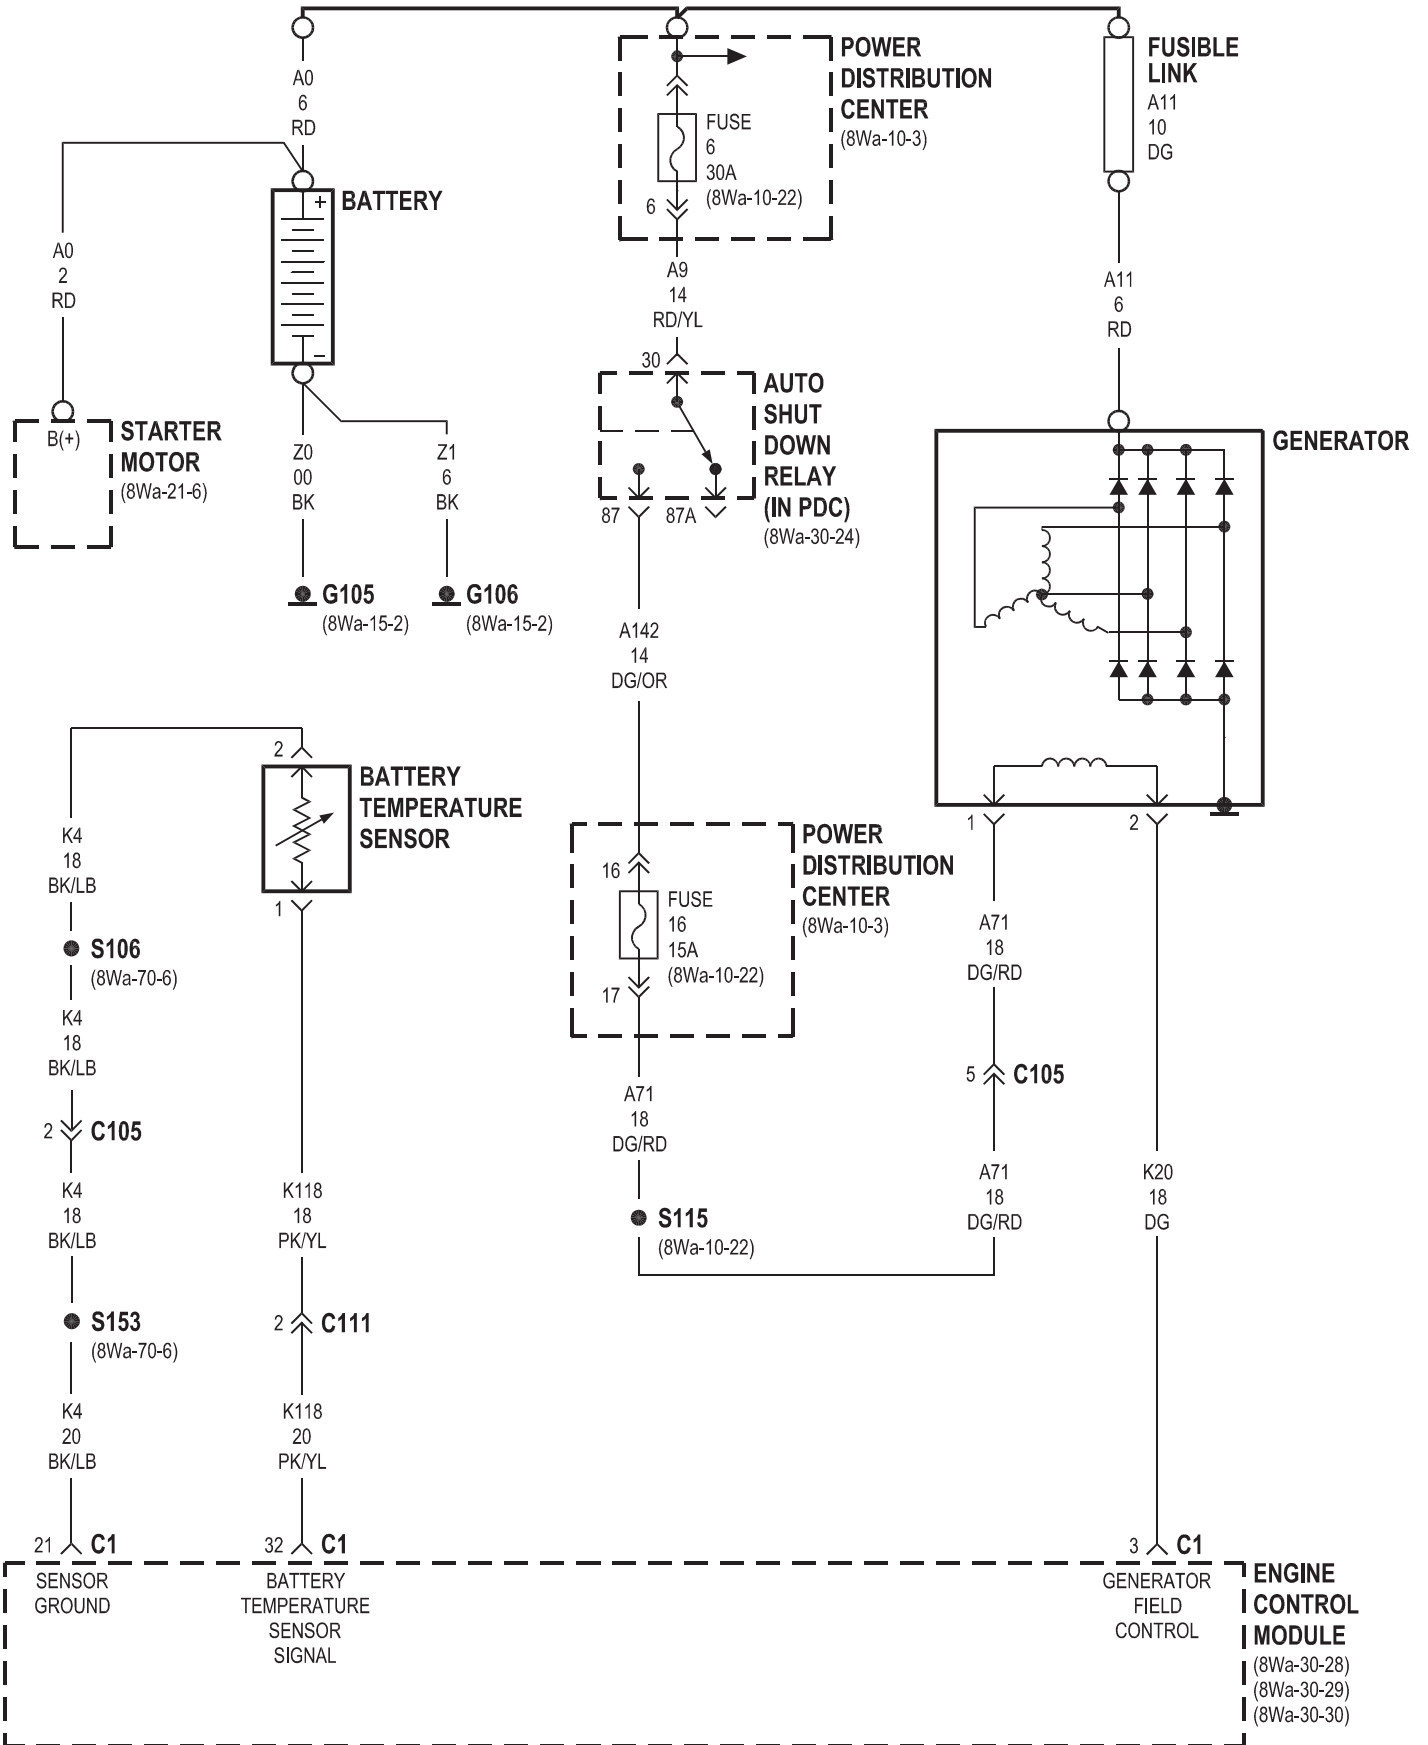 A0
6
RD
POWER
DISTRIBUTION
CENTER
(8Wa-10-3)
FUSE
6
30A
(8Wa-10-22)
6
FUSIBLE
LINK
A11
10
DG
+
BATTERY
–
A0
2
RD
A9
14
RD/YL
A11
6
RD
30
AUTO
SHUT
DOWN
RELAY
(IN PDC)
(8Wa-30-24)
87
87A
B(+)
STARTER
MOTOR
(8Wa-21-6)
Z0
00
BK
Z1
6
BK
GENERATOR
G105
(8Wa-15-2)
G106
(8Wa-15-2)
A142
14
DG/OR
2
BATTERY
TEMPERATURE
SENSOR
1
K4
18
BK/LB
1
2
POWER
DISTRIBUTION
CENTER
(8Wa-10-3)
16
FUSE
16
15A
(8Wa-10-22)
17
A71
18
DG/RD
S106
(8Wa-70-6)
K4
18
BK/LB
5
C105
2
C105
A71
18
DG/RD
K4
18
BK/LB
K118
18
PK/YL
S115
(8Wa-10-22)
A71
18
DG/RD
K20
18
DG
S153
(8Wa-70-6)
2
C111
K4
20
BK/LB
K118
20
PK/YL
21
C1
32
C1
3
C1
SENSOR
GROUND
BATTERY
TEMPERATURE
SENSOR
SIGNAL
GENERATOR
FIELD
CONTROL
ENGINE
CONTROL
MODULE
(8Wa-30-28)
(8Wa-30-29)
(8Wa-30-30)